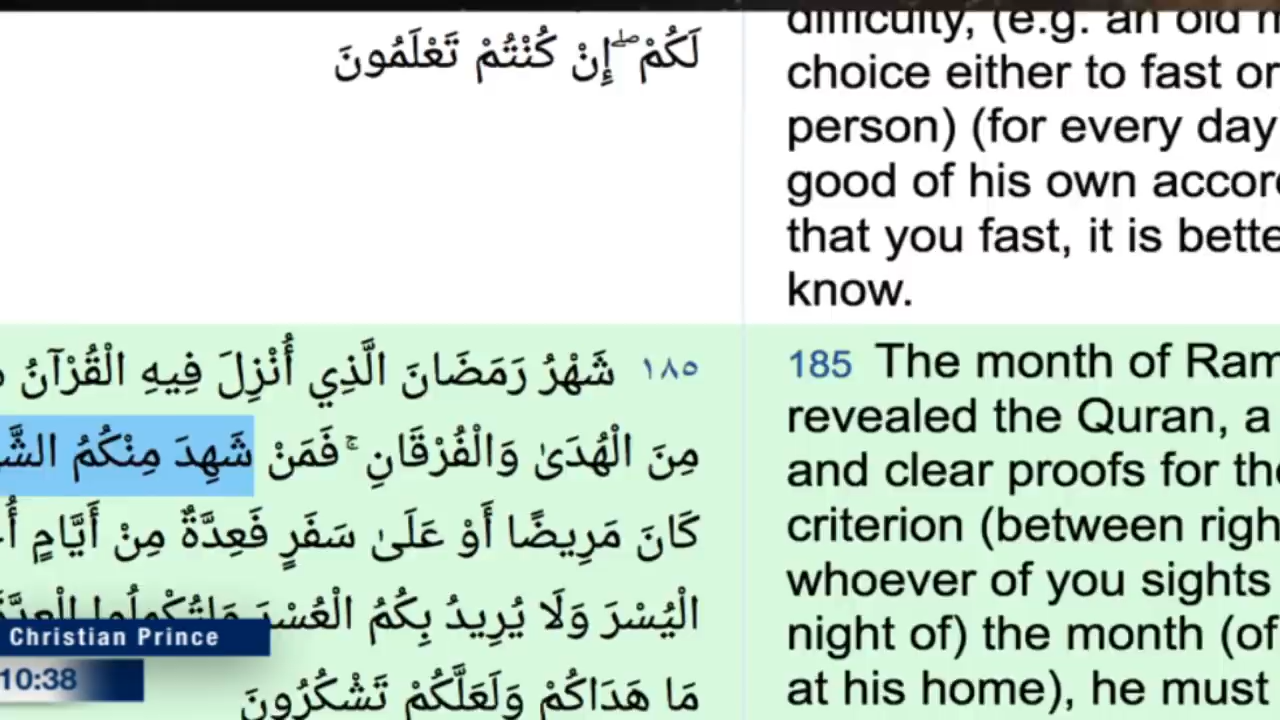 لَكُمْ ۖ إِنْ كُنْتُمْ تَعْلَمُونَ
difficulty, (e.g. an old
choice either to fast or
person) (for every day
good of his own accor
that you fast, it is bette
know.
١٨٥ شَهْرُ رَمَضَانَ الَّذِي أُنْزِلَ فِيهِ الْقُرْآنُ
مِنَ الْهُدَىٰ وَالْفُرْقَانِ ۚ فَمَنْ شَهِدَ مِنْكُمُ
كَانَ مَرِيضًا أَوْ عَلَىٰ سَفَرٍ فَعِدَّةٌ مِنْ أَيَّامٍ
الْيُسْرَ وَلَا يُرِيدُ بِكُمُ الْعُسْرَ وَلِتُكْمِلُوا الْعِدَّةَ
مَا هَدَاكُمْ وَلَعَلَّكُمْ تَشْكُرُونَ
185 The month of Ram
revealed the Quran, a
and clear proofs for the
criterion (between righ
whoever of you sights
night of) the month (of
at his home), he must
Christian Prince
10:38